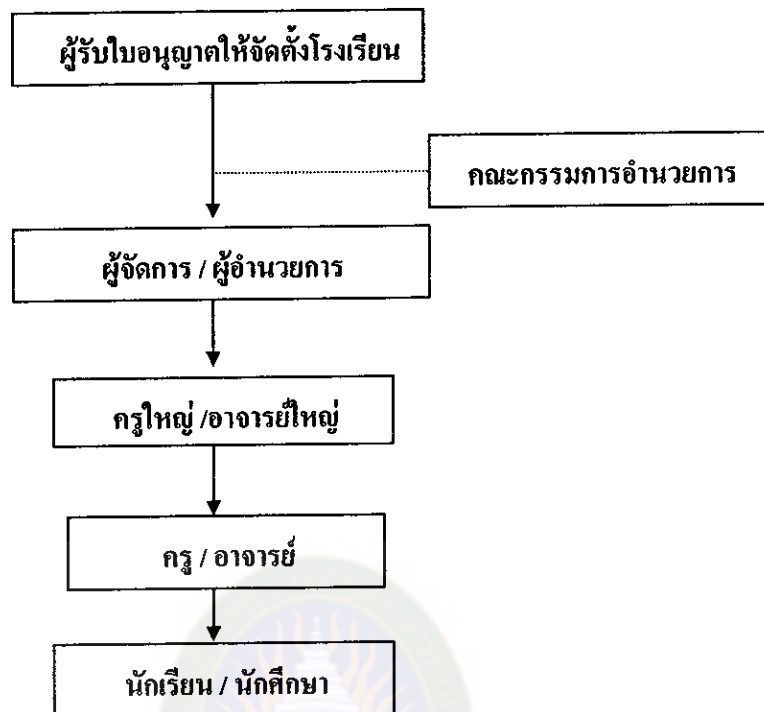 ผู้รับใบอนุญาตให้จัดตั้งโรงเรียน
คณะกรรมการอำนวยการ
ผู้จัดการ / ผู้อำนวยการ
ครูใหญ่ /อาจารย์ใหญ่
ครู / อาจารย์
นักเรียน / นักศึกษา